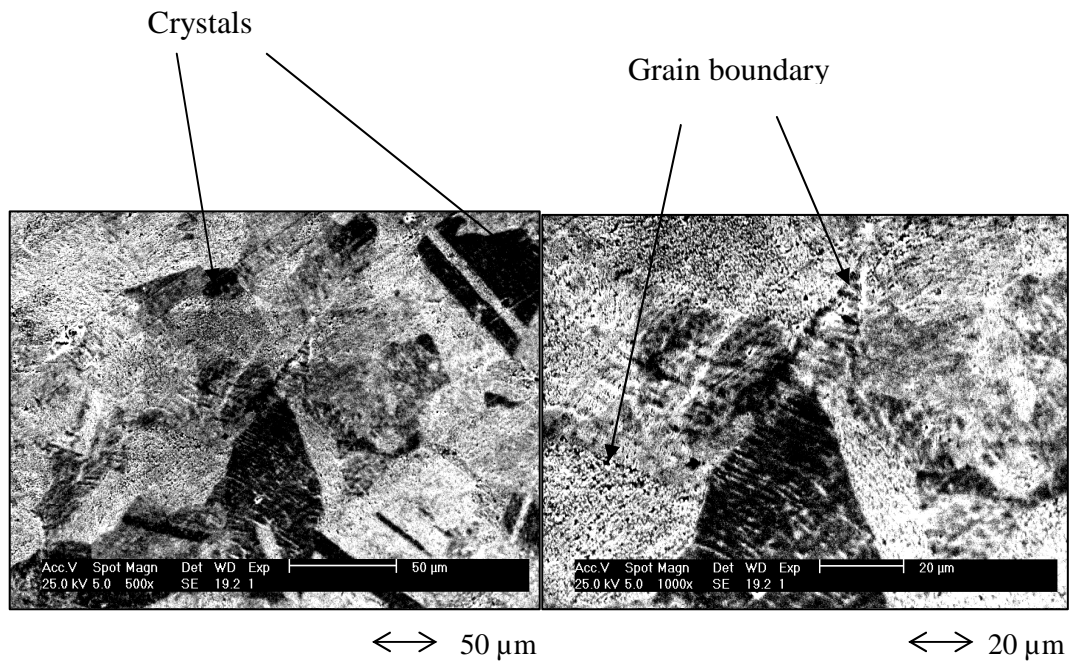 Crystals
Grain boundary
Acc.V Spot Magn Det WD Exp
25.0 kV 5.0 500x SE 19.2 1
50 µm
Acc.V Spot Magn Det WD Exp
25.0 kV 5.0 1000x SE 19.2 1
20 µm
50 µm
20 µm